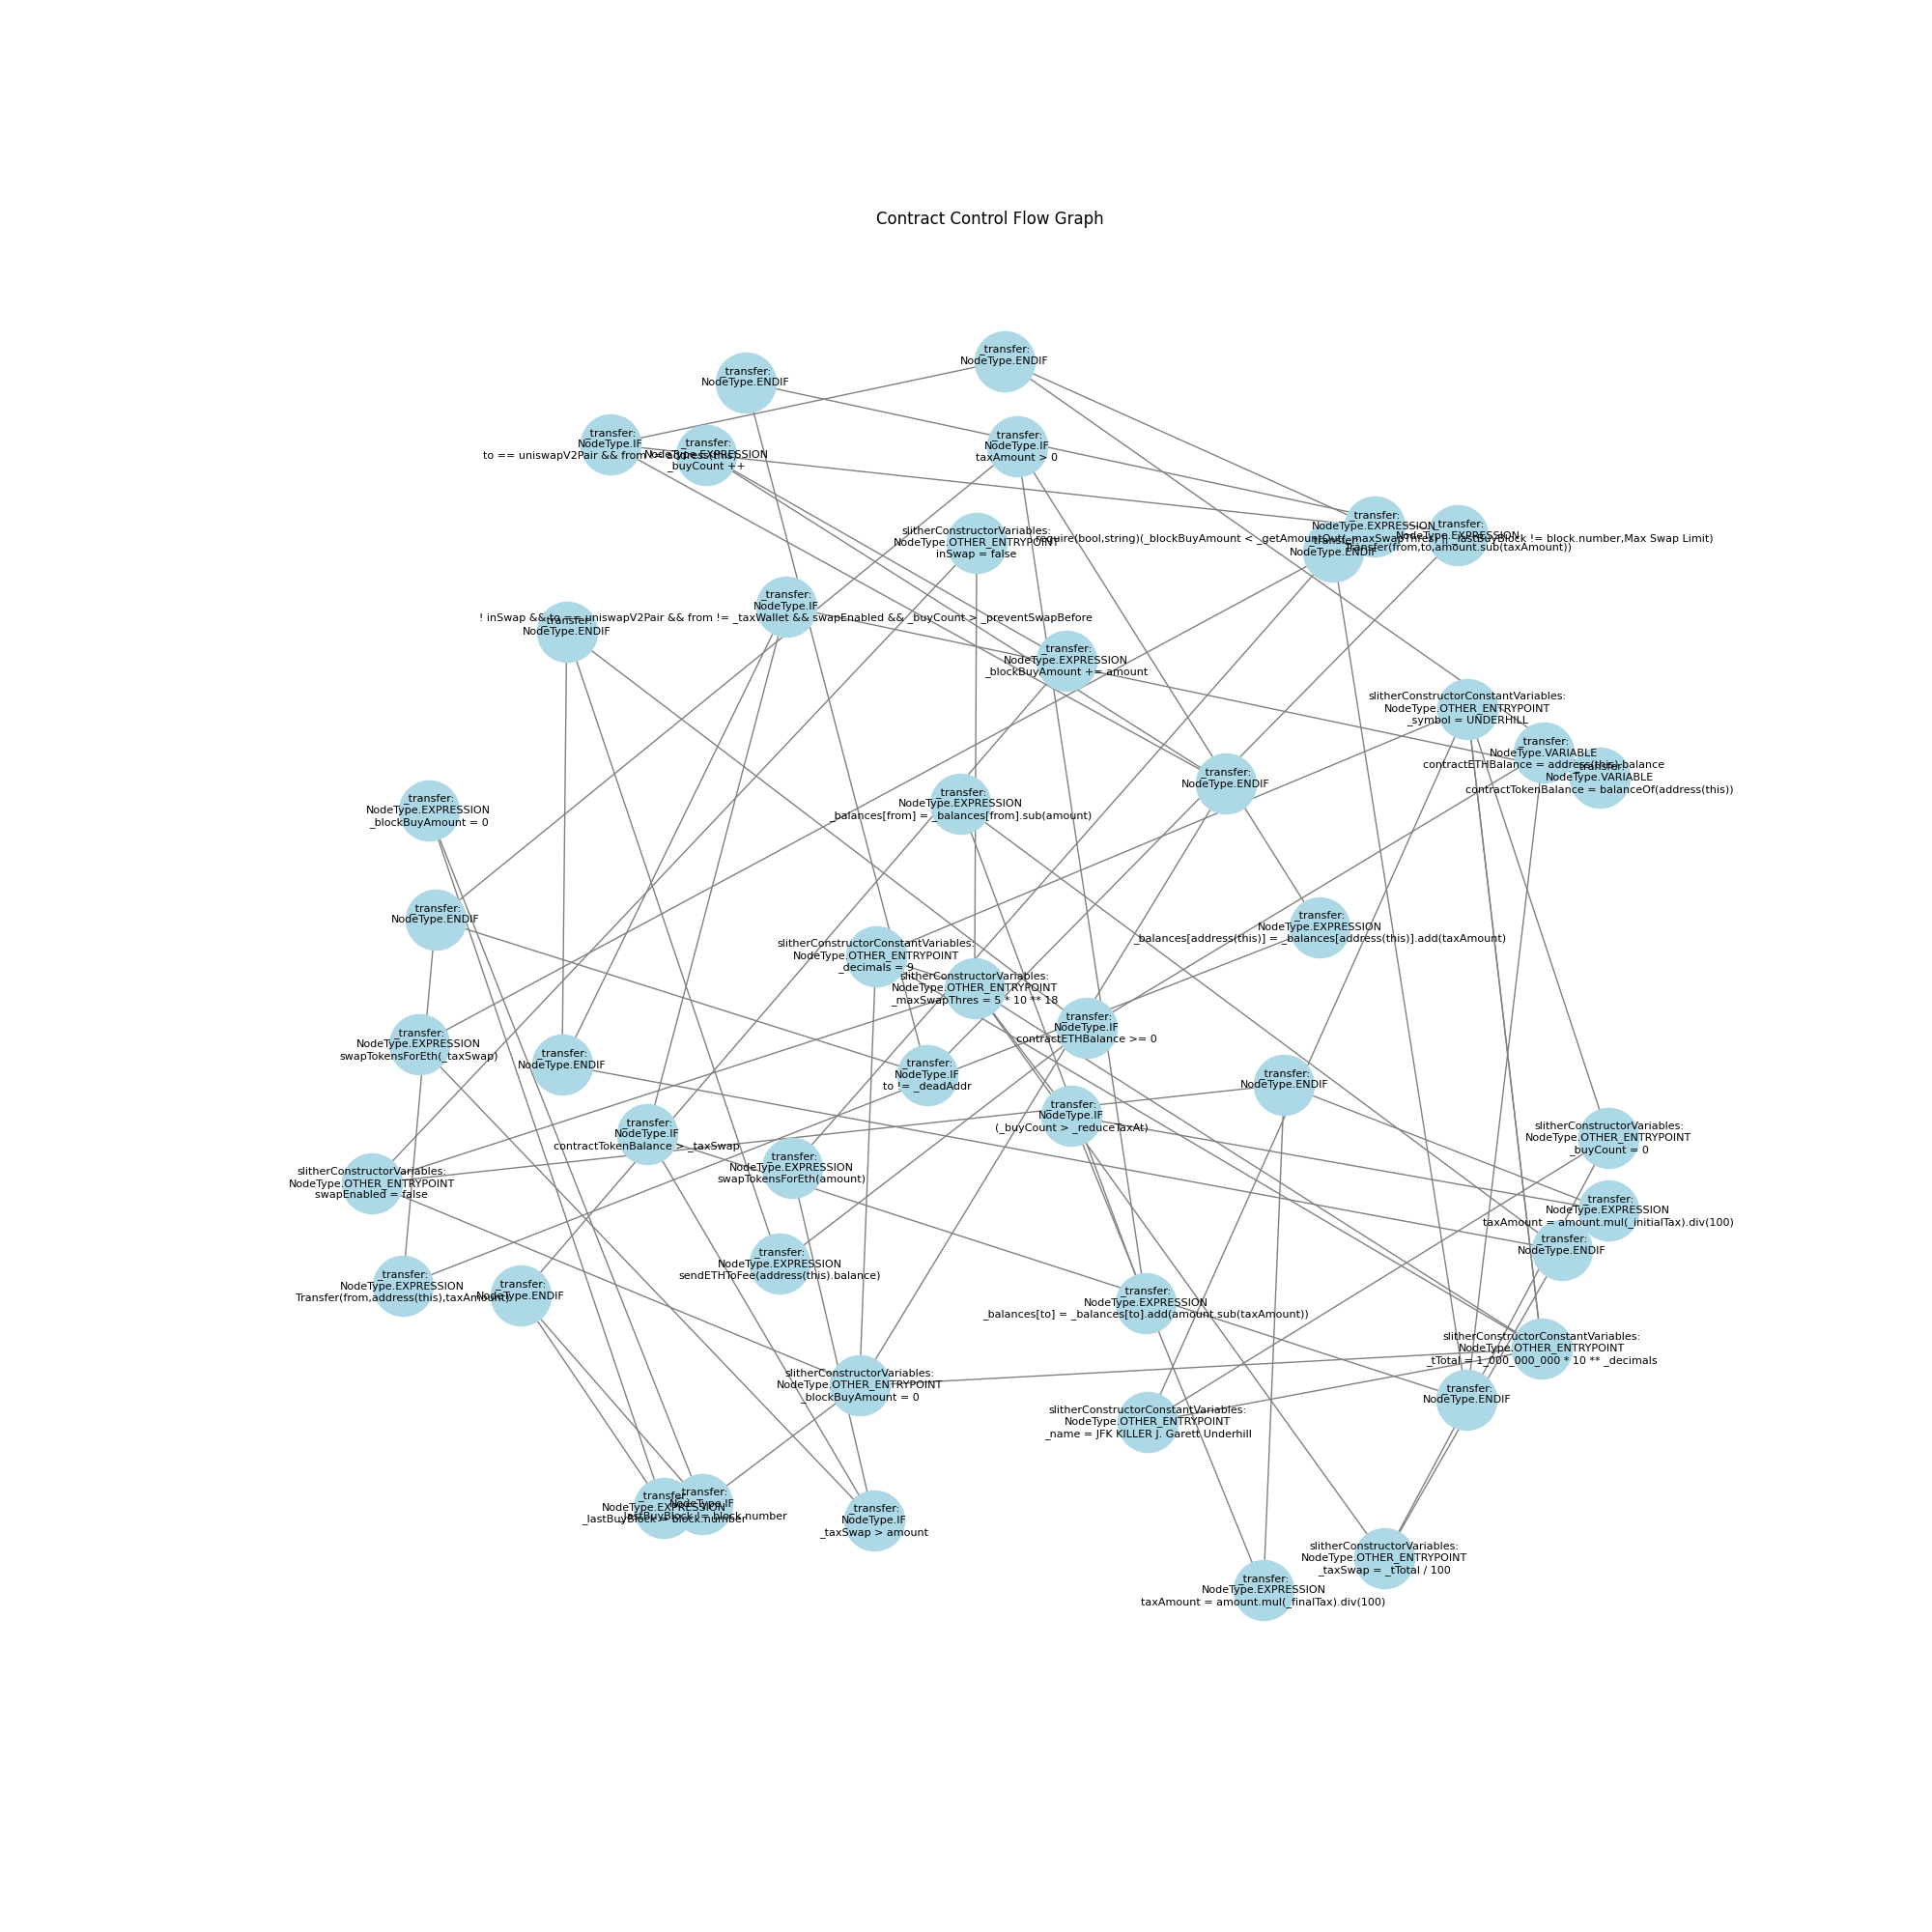 Contract Control Flow Graph
_transfer:
NodeType.ENDIF
_transfer:
NodeType.ENDIF
_transfer:
NodeType.IF
to == uniswapV2Pair && from != address(this)
_transfer:
NodeType.EXPRESSION
_buyCount ++
_transfer:
NodeType.IF
taxAmount > 0
_transfer:
NodeType.EXPRESSION
require(bool,string)(_blockBuyAmount < _getAmountOut(_maxSwapThres) || _lastBuyBlock != block.number,Max Swap Limit)
_transfer:
NodeType.EXPRESSION
Transfer(from,to,amount.sub(taxAmount))
_transfer:
NodeType.ENDIF
slitherConstructorVariables:
NodeType.OTHER_ENTRYPOINT
inSwap = false
_transfer:
NodeType.IF
! inSwap && to == uniswapV2Pair && from != _taxWallet && swapEnabled && _buyCount > _preventSwapBefore
_transfer:
NodeType.ENDIF
_transfer:
NodeType.EXPRESSION
_blockBuyAmount += amount
slitherConstructorConstantVariables:
NodeType.OTHER_ENTRYPOINT
_symbol = UNDERHILL
_transfer:
NodeType.VARIABLE
contractETHBalance = address(this).balance
_transfer:
NodeType.VARIABLE
contractTokenBalance = balanceOf(address(this))
_transfer:
NodeType.ENDIF
_transfer:
NodeType.EXPRESSION
_balances[from] = _balances[from].sub(amount)
_transfer:
NodeType.EXPRESSION
_blockBuyAmount = 0
_transfer:
NodeType.ENDIF
_transfer:
NodeType.EXPRESSION
_balances[address(this)] = _balances[address(this)].add(taxAmount)
slitherConstructorConstantVariables:
NodeType.OTHER_ENTRYPOINT
_decimals = 9
slitherConstructorVariables:
NodeType.OTHER_ENTRYPOINT
_maxSwapThres = 5 * 10 ** 18
_transfer:
NodeType.IF
contractETHBalance >= 0
_transfer:
NodeType.EXPRESSION
swapTokensForEth(_taxSwap)
_transfer:
NodeType.ENDIF
_transfer:
NodeType.IF
to != _deadAddr
_transfer:
NodeType.ENDIF
_transfer:
NodeType.IF
(_buyCount > _reduceTaxAt)
_transfer:
NodeType.IF
contractTokenBalance > _taxSwap
slitherConstructorVariables:
NodeType.OTHER_ENTRYPOINT
_buyCount = 0
_transfer:
NodeType.EXPRESSION
swapTokensForEth(amount)
slitherConstructorVariables:
NodeType.OTHER_ENTRYPOINT
swapEnabled = false
_transfer:
NodeType.EXPRESSION
taxAmount = amount.mul(_initialTax).div(100)
_transfer:
NodeType.ENDIF
_transfer:
NodeType.EXPRESSION
sendETHToFee(address(this).balance)
_transfer:
NodeType.EXPRESSION
Transfer(from,address(this),taxAmount)
_transfer:
NodeType.ENDIF
_transfer:
NodeType.EXPRESSION
_balances[to] = _balances[to].add(amount.sub(taxAmount))
slitherConstructorConstantVariables:
NodeType.OTHER_ENTRYPOINT
_tTotal = 1_000_000_000 * 10 ** _decimals
slitherConstructorVariables:
NodeType.OTHER_ENTRYPOINT
_blockBuyAmount = 0
_transfer:
NodeType.ENDIF
slitherConstructorConstantVariables:
NodeType.OTHER_ENTRYPOINT
_name = JFK KILLER J. Garett Underhill
_transfer:
NodeType.EXPRESSION
_lastBuyBlock = block.number
_transfer:
NodeType.IF
_lastBuyBlock != block.number
_transfer:
NodeType.IF
_taxSwap > amount
slitherConstructorVariables:
NodeType.OTHER_ENTRYPOINT
_taxSwap = _tTotal / 100
_transfer:
NodeType.EXPRESSION
taxAmount = amount.mul(_finalTax).div(100)